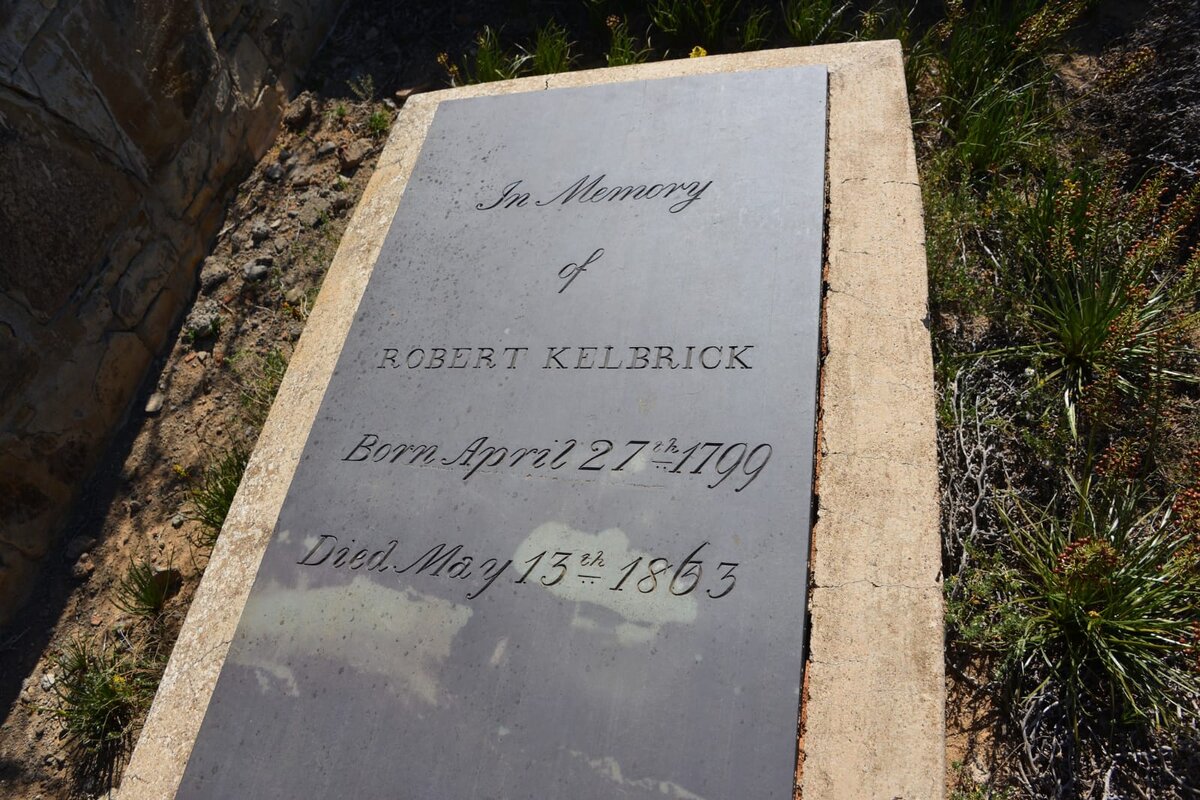 In Memory
of
ROBERT KELBRICK
Born April 27th 1799
Died May 13th 1863